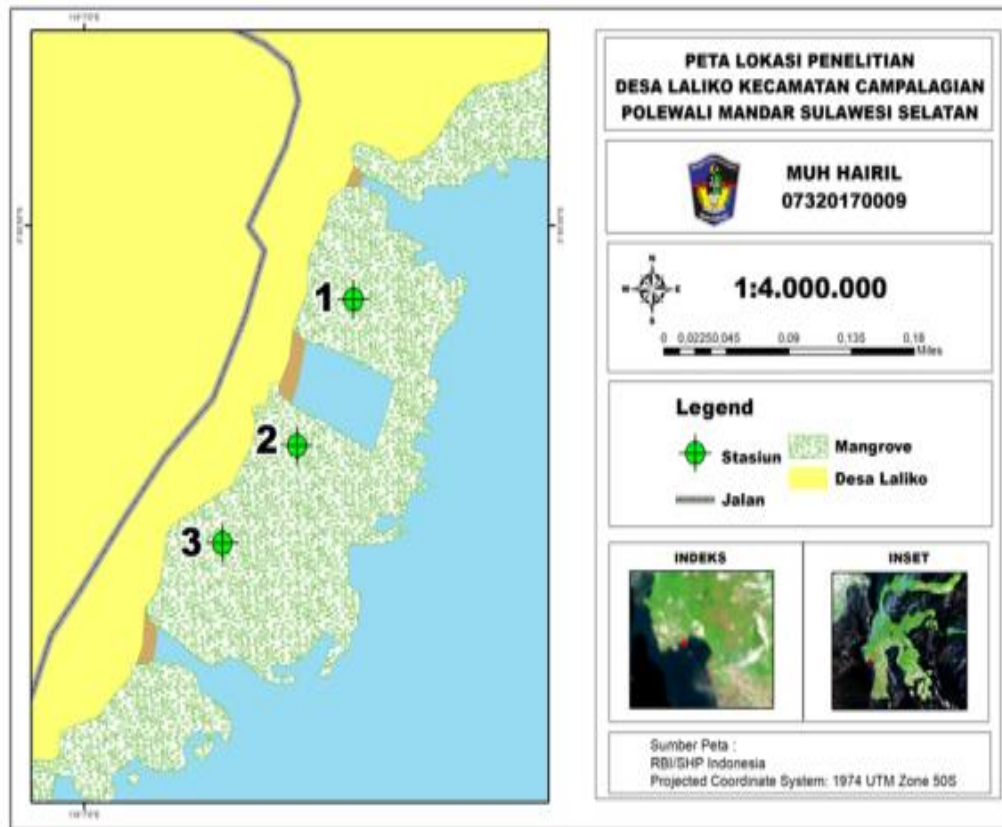 1
2
3
PETA LOKASI PENELITIAN
DESA LALIKO KECAMATAN CAMPALAGIAN
POLEWALI MANDAR SULAWESI SELATAN
MUH HAIRIL
07320170009
N
W E
S
1:4.000.000
0 0,02250,045 0,09 0,135 0,18
Miles
Legend
Stasiun
Mangrove
Desa Laliko
Jalan
INDEKS
INSET
Sumber Peta :
RBI/SHP Indonesia
Projected Coordinate System: 1974 UTM Zone 50S